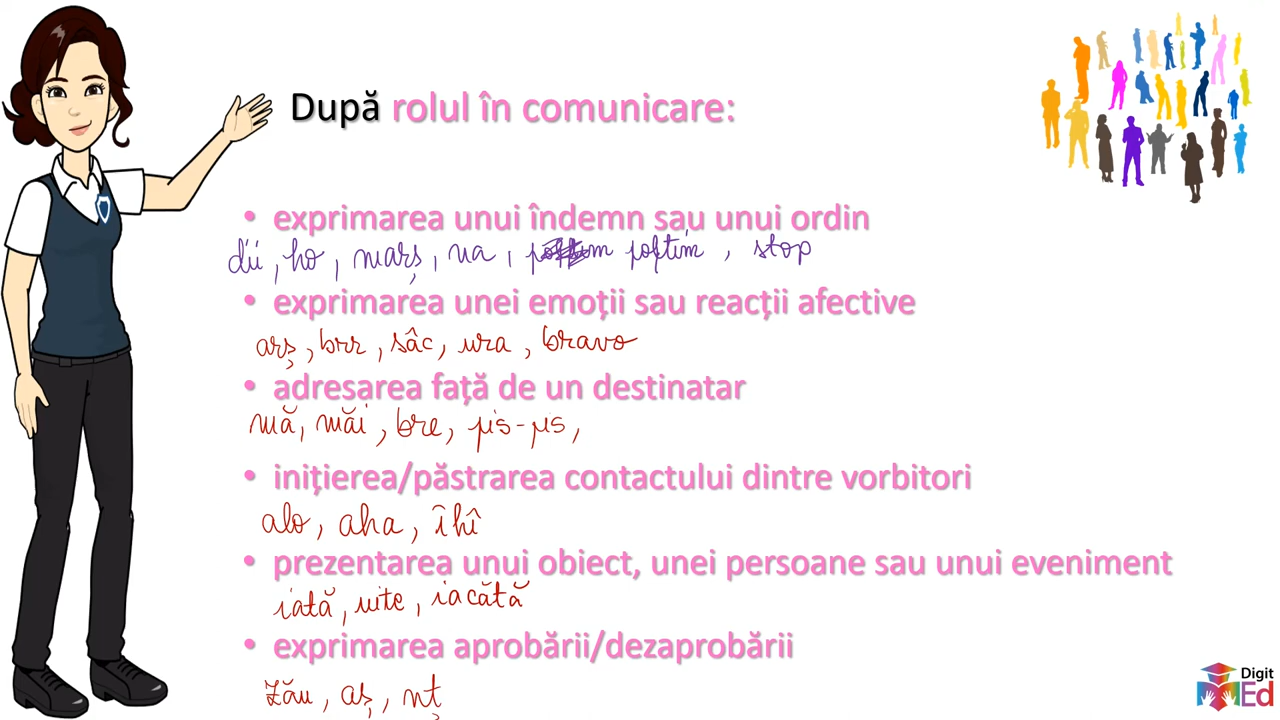 După rolul în comunicare:
• exprimarea unui îndemn sau unui ordin
dii, ho, marș, na, poftim, stop
• exprimarea unei emoții sau reacții afective
arș, brr, sâc, ura, bravo
• adresarea față de un destinatar
mă, măi, bre, pis-pis,
• inițierea/păstrarea contactului dintre vorbitori
alo, aha, îhî
• prezentarea unui obiect, unei persoane sau unui eveniment
iată, uite, iacătă
• exprimarea aprobării/dezaprobării
zău, aș, nț
Digit
Ed